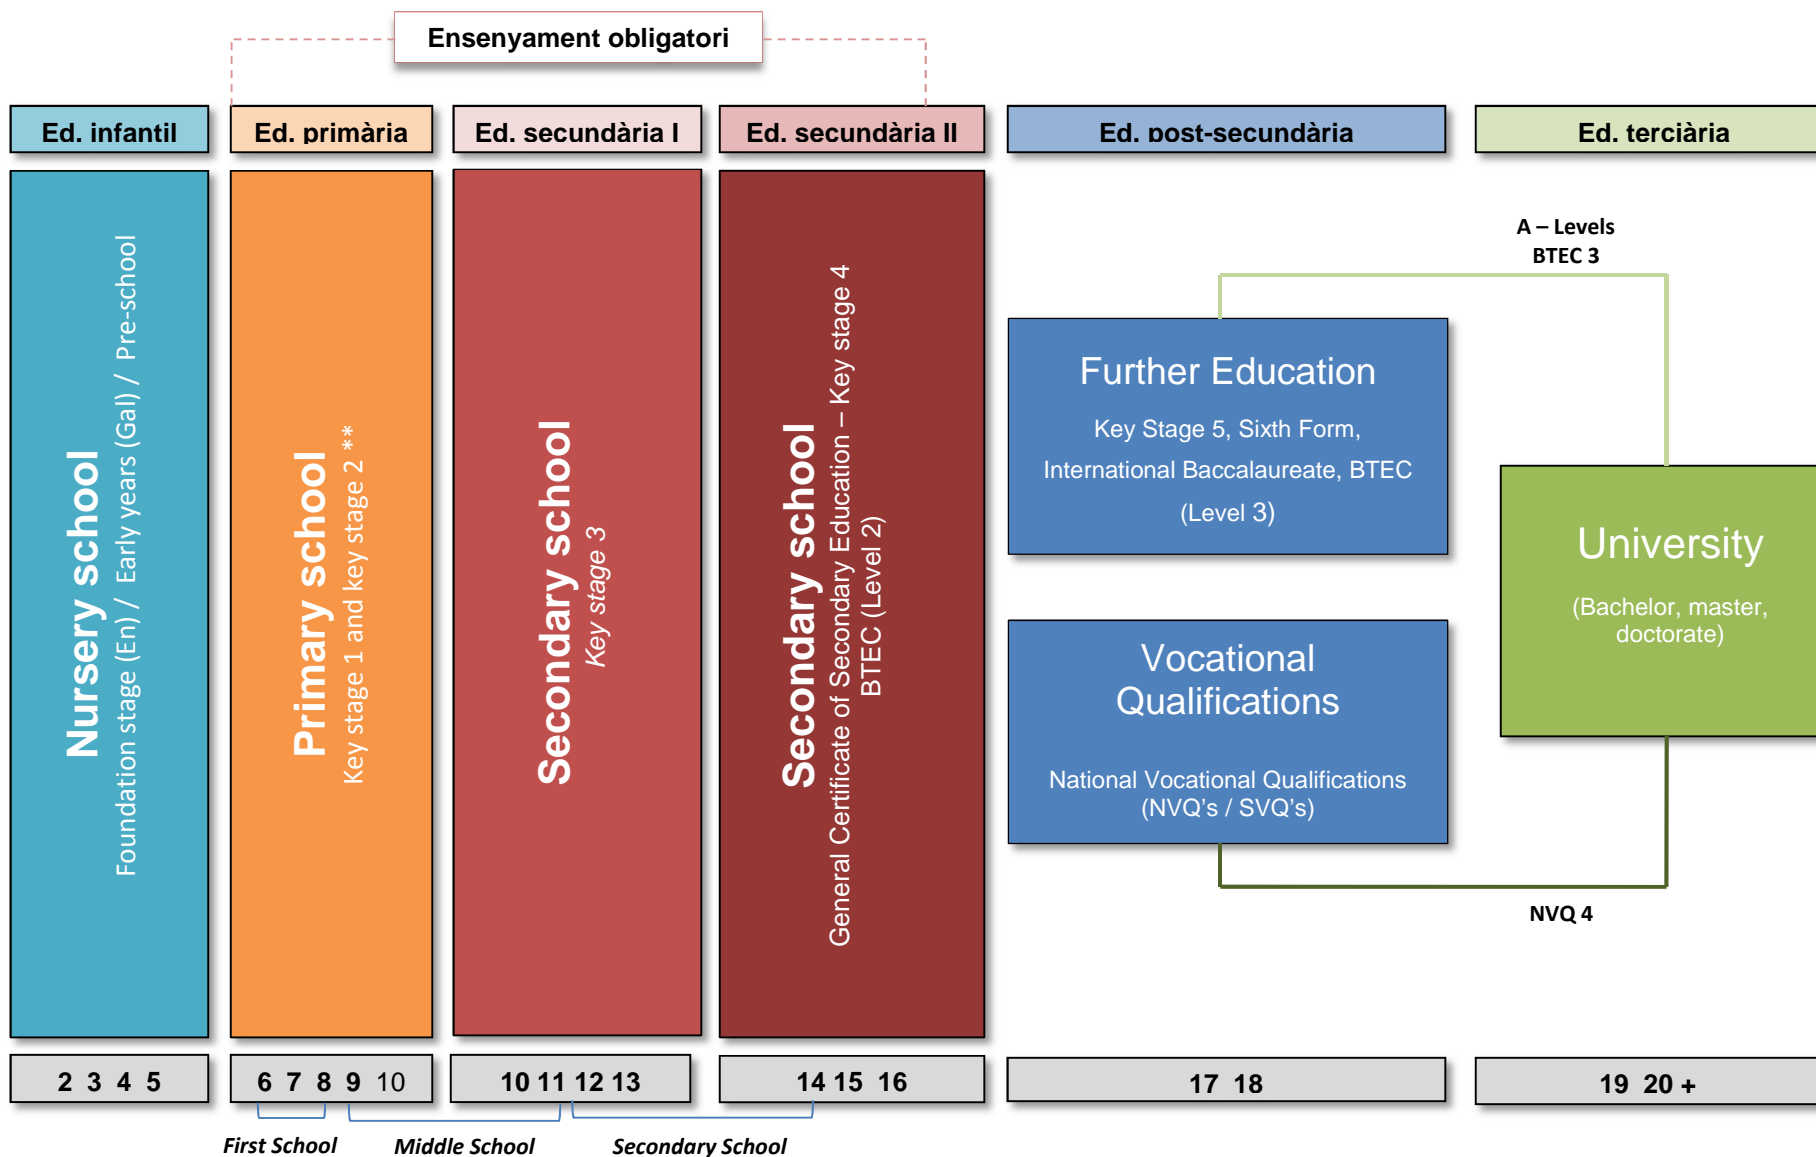 Ensenyament obligatori
Ed. infantil
Ed. primària
Ed. secundària I
Ed. secundària II
Ed. post-secundària
Ed. terciària
Nursery school
Foundation stage (En) / Early years (Gal) / Pre-school
Primary school
Key stage 1 and key stage 2 **
Secondary school
Key stage 3
Secondary school
General Certificate of Secondary Education – Key stage 4
BTEC (Level 2)
A – Levels
BTEC 3
Further Education
Key Stage 5, Sixth Form,
International Baccalaureate, BTEC
(Level 3)
Vocational
Qualifications
National Vocational Qualifications
(NVQ's / SVQ's)
University
(Bachelor, master,
doctorate)
NVQ 4
2 3 4 5
6 7 8 9 10
10 11 12 13
14 15 16
17 18
19 20 +
First School
Middle School
Secondary School